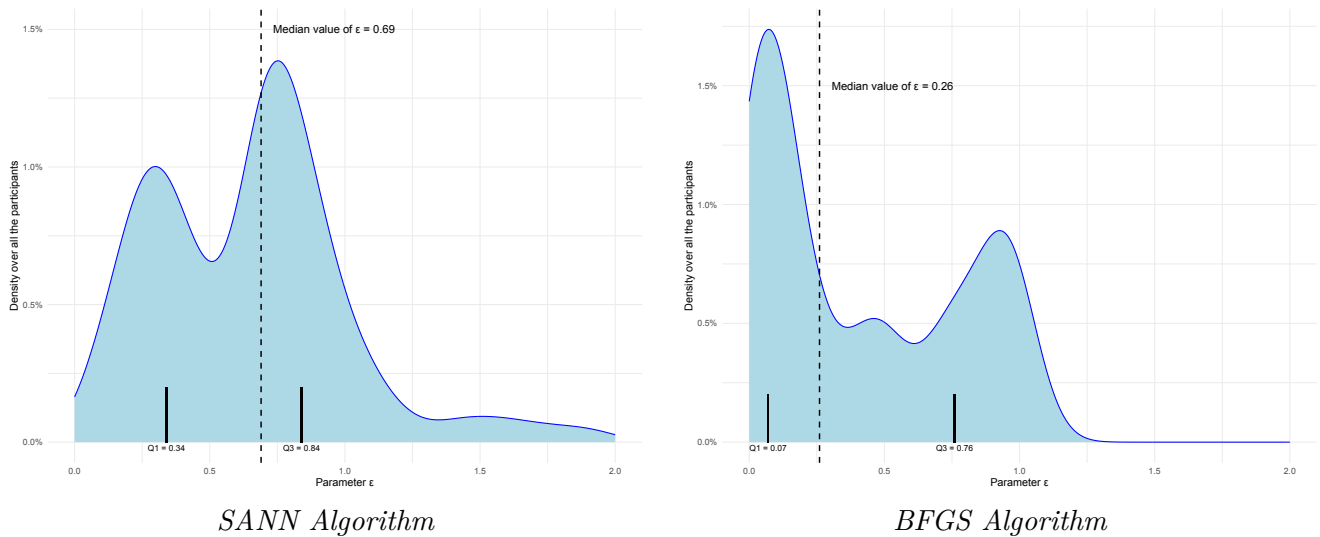 Median value of ε = 0.69
1.5%
1.0%
0.5%
0.0%
Density over all the participants
Q1 = 0.34
Q3 = 0.84
0.0
0.5
1.0
1.5
2.0
Parameter ε
SANN Algorithm
Median value of ε = 0.26
1.5%
1.0%
0.5%
0.0%
Density over all the participants
Q1 = 0.07
Q3 = 0.76
0.0
0.5
1.0
1.5
2.0
Parameter ε
BFGS Algorithm